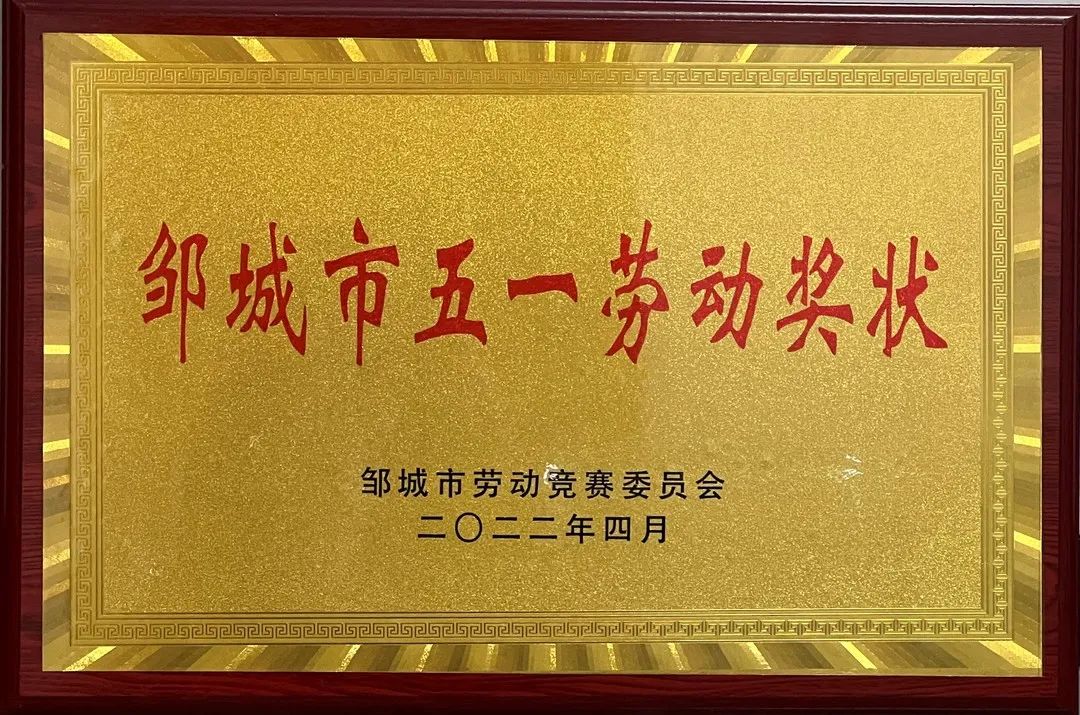 邹城市五一劳动奖状
邹城市劳动竞赛委员会
二〇二二年四月